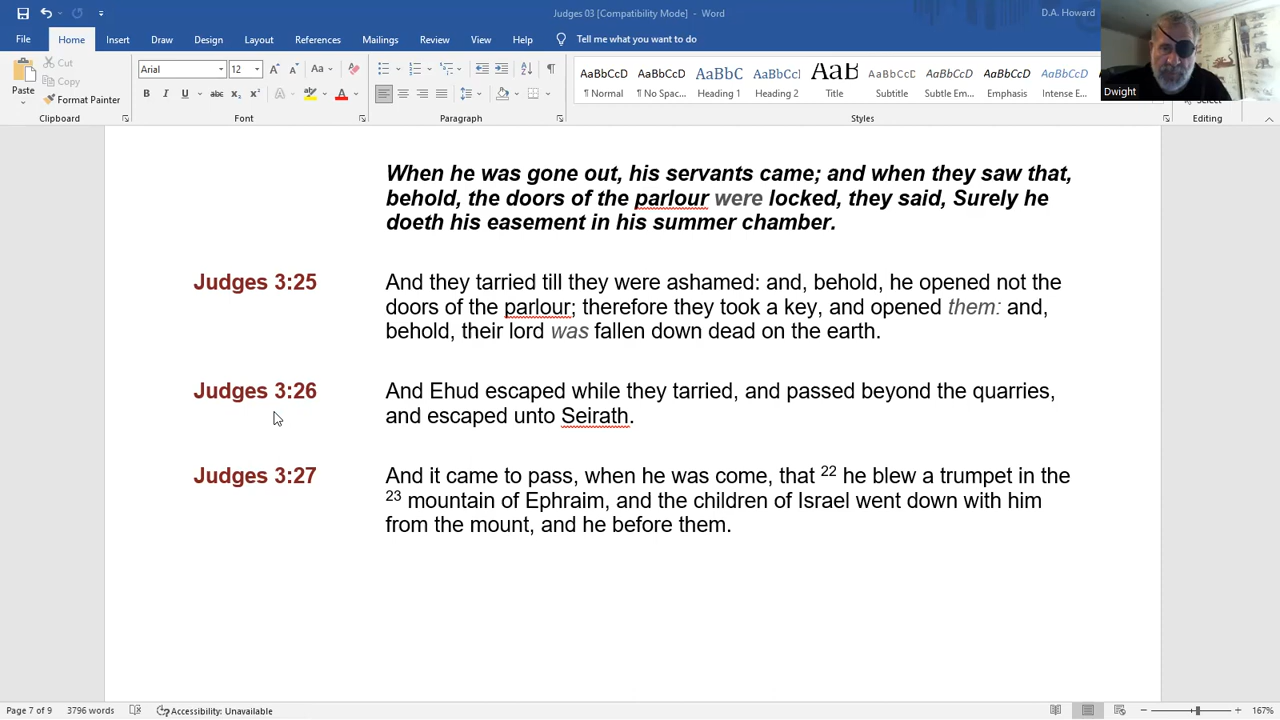 Judges 03 [Compatibility Mode] - Word
D.A. Howard
File Home Insert Draw Design Layout References Mailings Review View Help Tell me what you want to do
Paste
Cut
Copy
Format Painter
Clipboard
Arial 12
Font
Paragraph
AaBbCcD AaBbCcD AaBbC AaBbCcI AaB AaBbCcD AaBbCcD AaBbCcD AaBbCcD
¶ Normal ¶ No Spac... Heading 1 Heading 2 Title Subtitle Subtle Em... Emphasis Intense E...
Styles
Editing
Dwight
When he was gone out, his servants came; and when they saw that,
behold, the doors of the parlour were locked, they said, Surely he
doeth his easement in his summer chamber.
Judges 3:25 And they tarried till they were ashamed: and, behold, he opened not the
doors of the parlour; therefore they took a key, and opened them: and,
behold, their lord was fallen down dead on the earth.
Judges 3:26 And Ehud escaped while they tarried, and passed beyond the quarries,
and escaped unto Seirath.
Judges 3:27 And it came to pass, when he was come, that 22 he blew a trumpet in the
23 mountain of Ephraim, and the children of Israel went down with him
from the mount, and he before them.
Page 7 of 9 3796 words Accessibility: Unavailable 167%